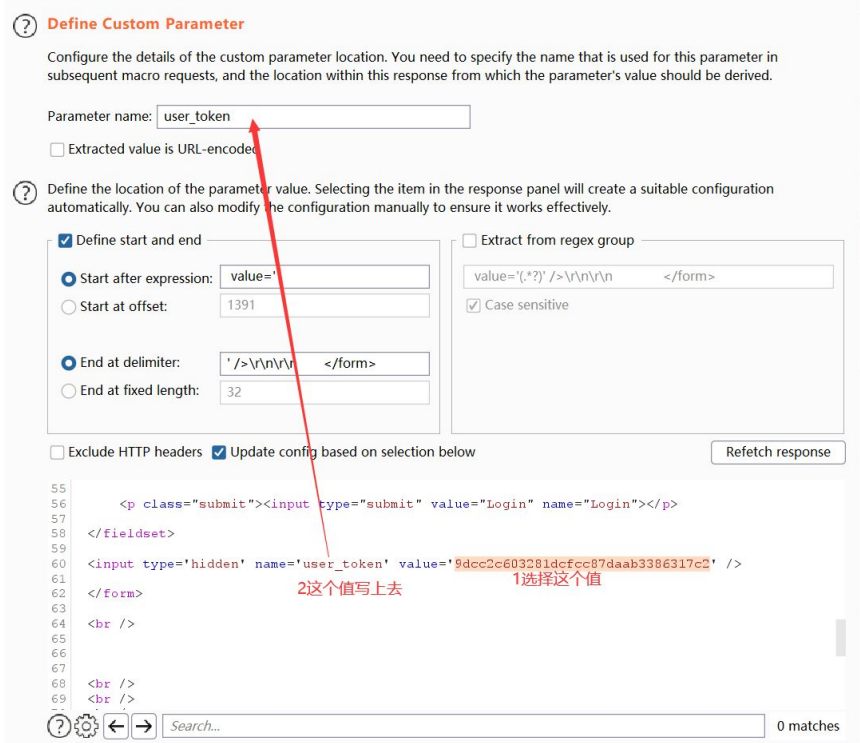 Define Custom Parameter
Configure the details of the custom parameter location. You need to specify the name that is used for this parameter in
subsequent macro requests, and the location within this response from which the parameter's value should be derived.
Parameter name: user_token
Extracted value is URL-encoded
Define the location of the parameter value. Selecting the item in the response panel will create a suitable configuration
automatically. You can also modify the configuration manually to ensure it works effectively.
Define start and end
Start after expression: value='
Start at offset: 1391
End at delimiter: ' />\r\n\r\n </form>
End at fixed length: 32
Extract from regex group
value='(.*?)' />\r\n\r\n </form>
Case sensitive
Exclude HTTP headers Update config based on selection below Refetch response
55
56 <p class="submit"><input type="submit" value="Login" name="Login"></p>
57
58 </fieldset>
59
60 <input type='hidden' name='user_token' value='9dcc2c603281dcfcc87daab3386317c2' />
61
2这个值写上去 1选择这个值
62 </form>
63
64 <br />
65
66
67
68 <br />
69 <br />
Search... 0 matches